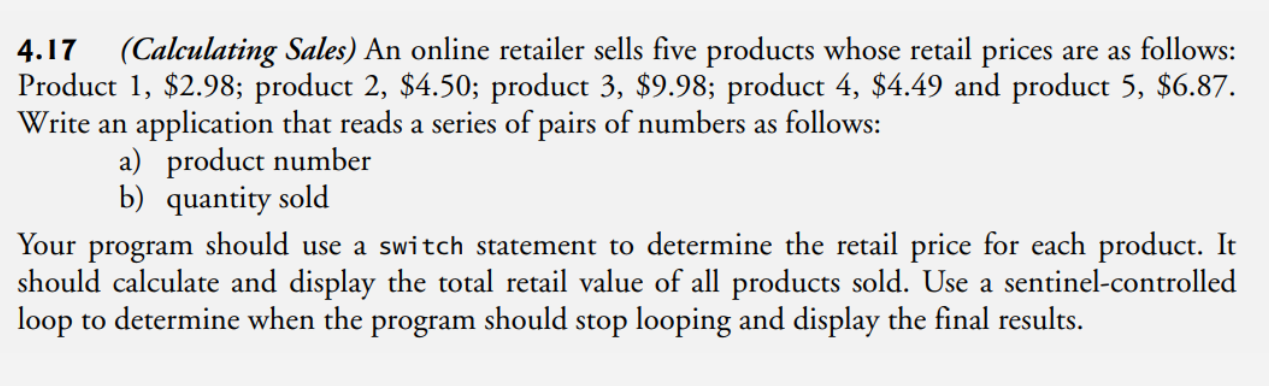 4.17 (Calculating Sales) An online retailer sells five products whose retail prices are as follows:
Product 1, $2.98; product 2, $4.50; product 3, $9.98; product 4, $4.49 and product 5, $6.87.
Write an application that reads a series of pairs of numbers as follows:
a) product number
b) quantity sold
Your program should use a switch statement to determine the retail price for each product. It
should calculate and display the total retail value of all products sold. Use a sentinel-controlled
loop to determine when the program should stop looping and display the final results.